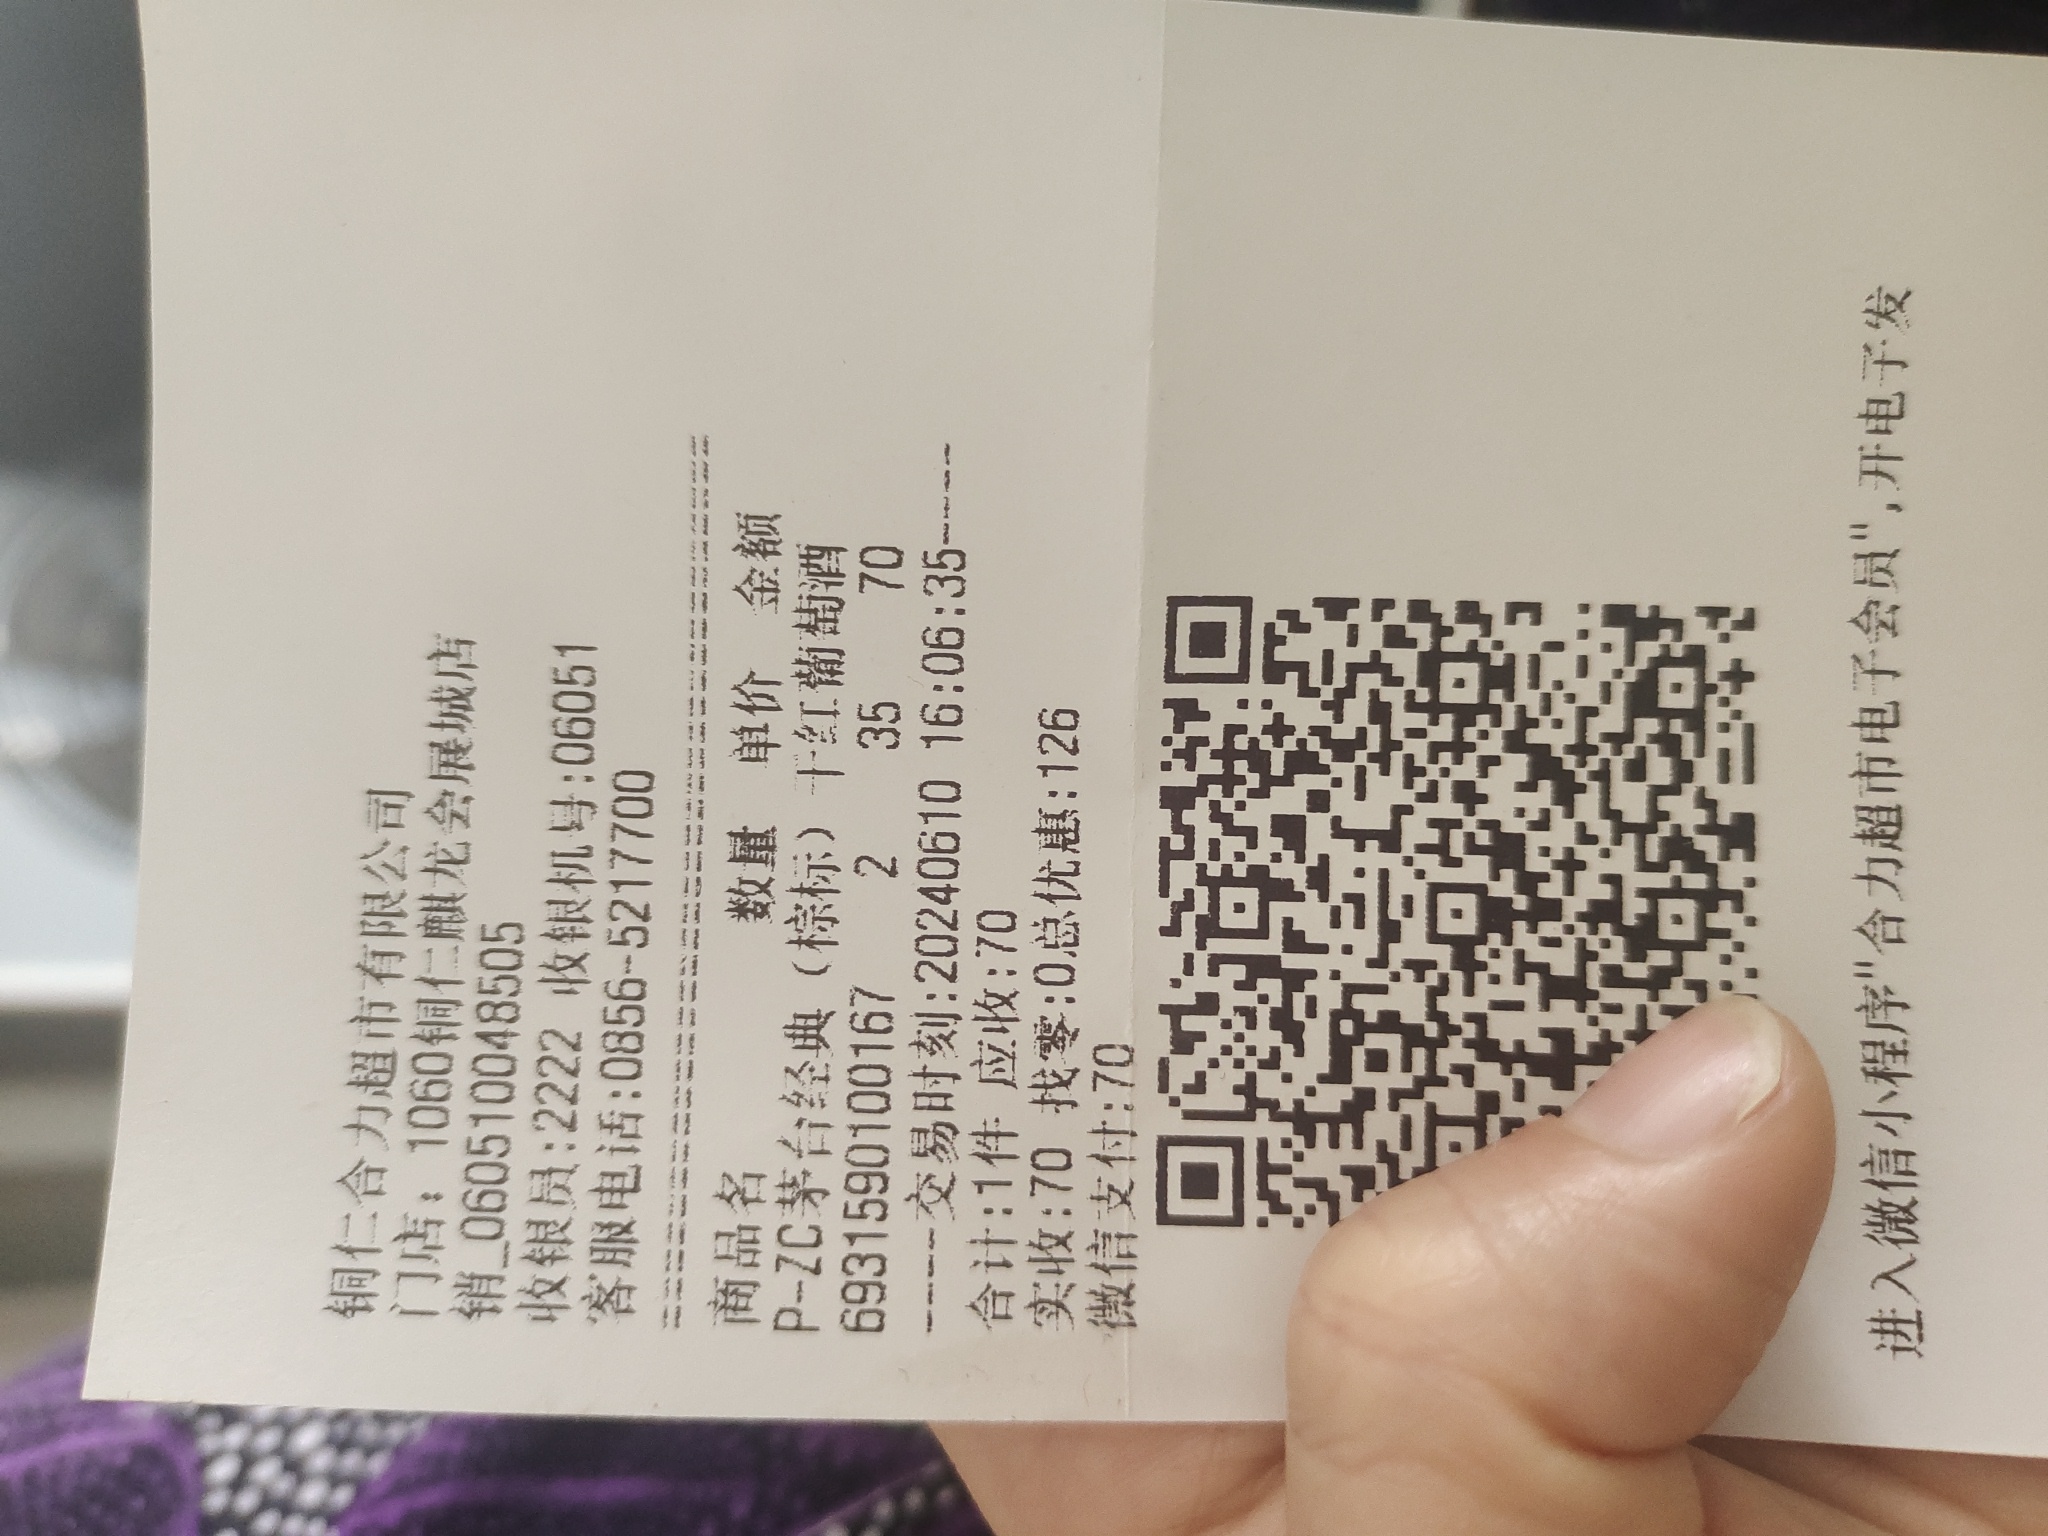 铜仁合力超市有限公司
门店: 1060铜仁麒龙会展城店
销_060510048505
收银员:2222 收银机号:06051
客服电话:0856-5217700
==========================================
商品名 数量 单价 金额
P-ZC茅台经典（棕标）干红葡萄酒
6931590100167 2 35 70
-----交易时刻:20240610 16:06:35-----
合计:1件 应收:70
实收:70 找零:0总优惠:126
微信支付:70
进入微信小程序"合力超市电子会员",开电子发